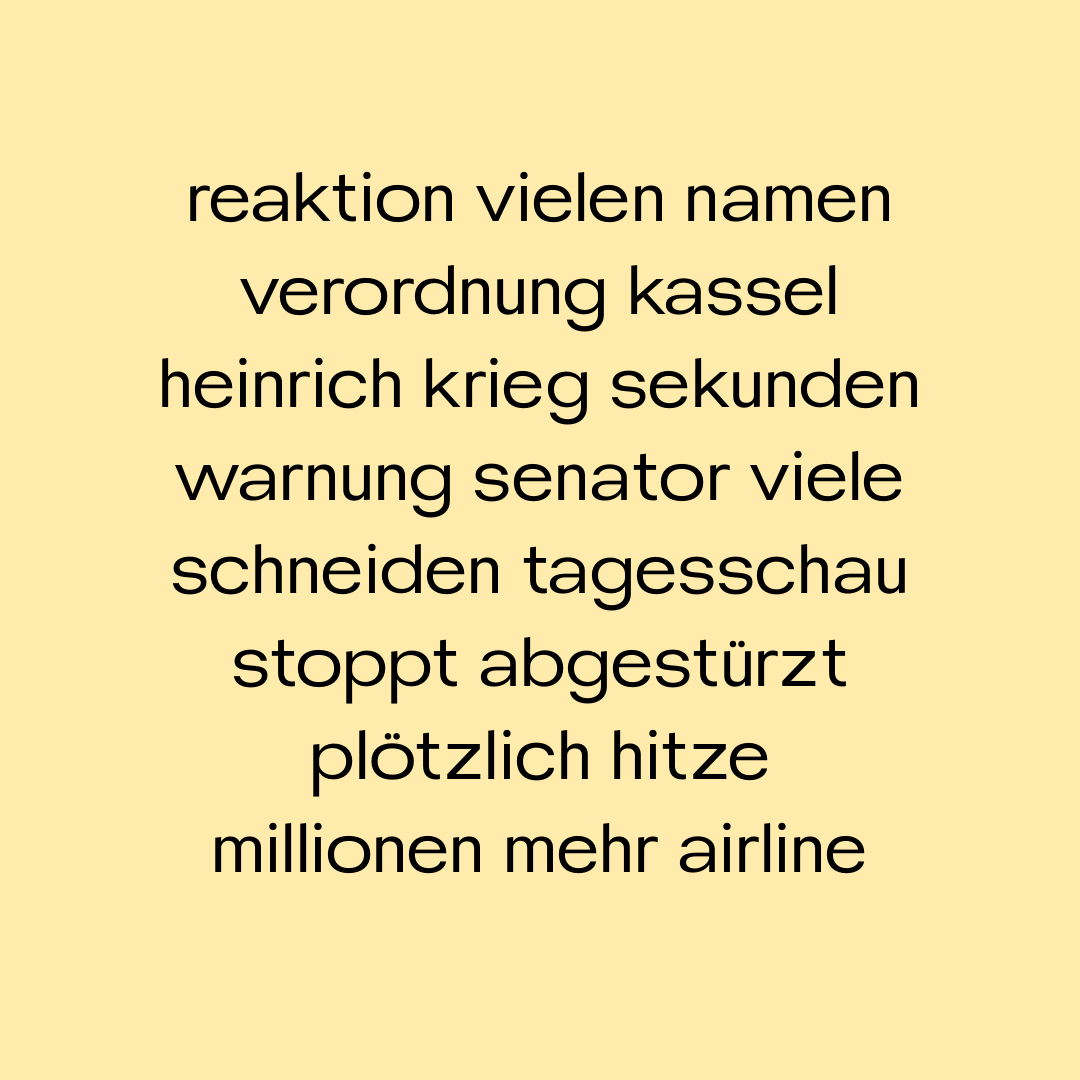 reaktion vielen namen
verordnung kassel
heinrich krieg sekunden
warnung senator viele
schneiden tagesschau
stoppt abgestürzt
plötzlich hitze
millionen mehr airline